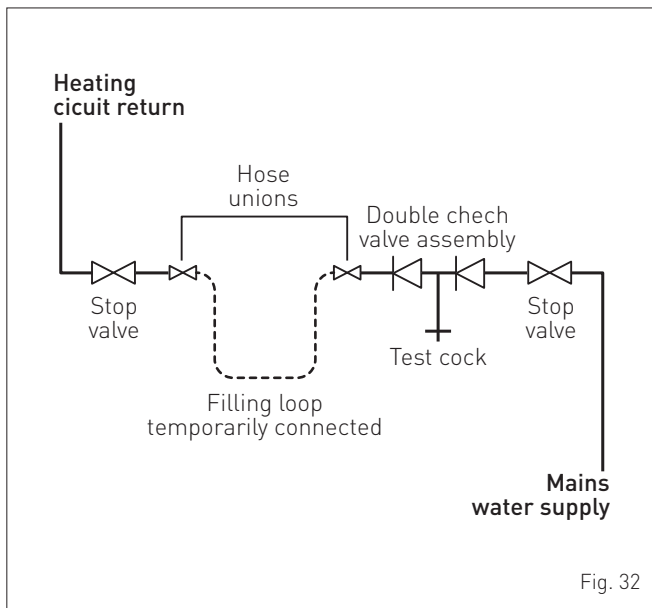 Heating
cicuit return
Hose
unions
Double chech
valve assembly
Stop
valve
Stop
valve
Test cock
Filling loop
temporarily connected
Mains
water supply
Fig. 32